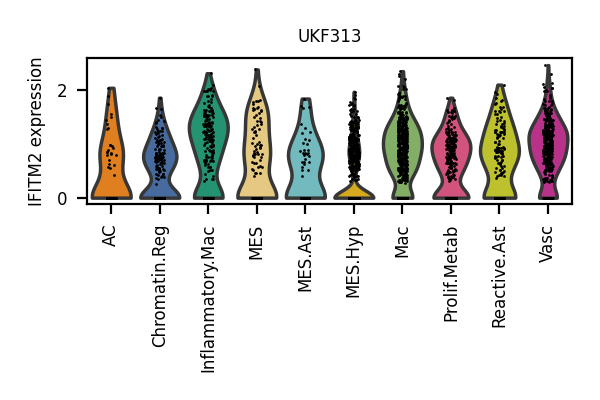 UKF313
IFITM2 expression
2
0
AC
Chromatin.Reg
Inflammatory.Mac
MES
MES.Ast
MES.Hyp
Mac
Prolif.Metab
Reactive.Ast
Vasc